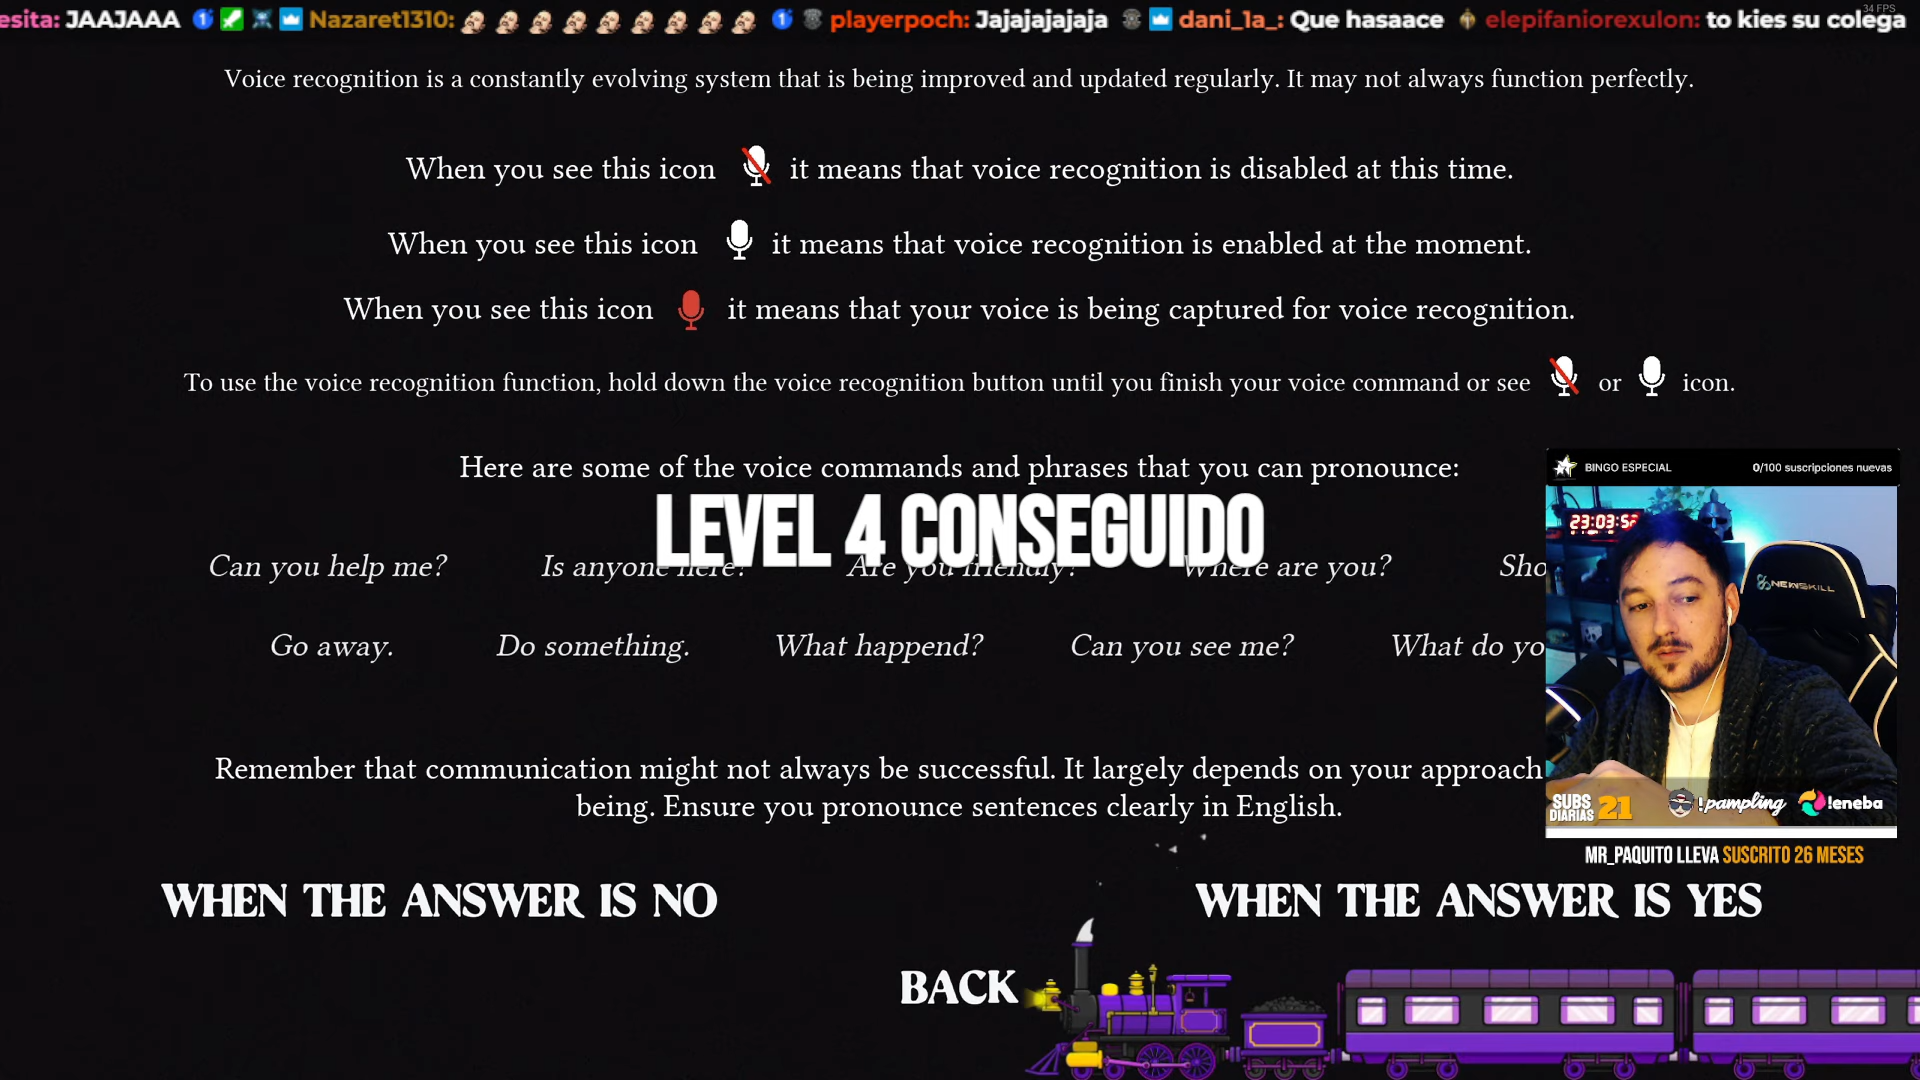 esita: JAAJAAA Nazaret1310: playerpoch: Jajajajajaja dani_1a_: Que hasaace elepifaniorexulon: to kies su colega
34 FPS
Voice recognition is a constantly evolving system that is being improved and updated regularly. It may not always function perfectly.
When you see this icon it means that voice recognition is disabled at this time.
When you see this icon it means that voice recognition is enabled at the moment.
When you see this icon it means that your voice is being captured for voice recognition.
To use the voice recognition function, hold down the voice recognition button until you finish your voice command or see or icon.
Here are some of the voice commands and phrases that you can pronounce:
BINGO ESPECIAL 0/100 suscripciones nuevas
LEVEL 4 CONSEGUIDO
23:03:52
Can you help me? Is anyone here? Are you friendly? Where are you? Sho
NEWSKILL
Go away. Do something. What happend? Can you see me? What do yo
Remember that communication might not always be successful. It largely depends on your approach
being. Ensure you pronounce sentences clearly in English.
SUBS DIARIAS 21 !pampling !eneba
MR_PAQUITO LLEVA SUSCRITO 26 MESES
WHEN THE ANSWER IS NO WHEN THE ANSWER IS YES
BACK